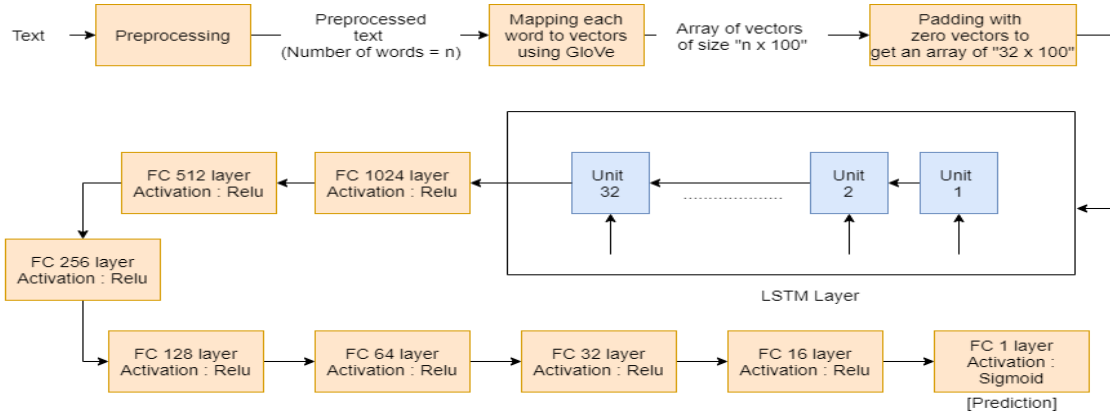 Text
Preprocessing
Preprocessed
text
(Number of words = n)
Mapping each
word to vectors
using GloVe
Array of vectors
of size "n x 100"
Padding with
zero vectors to
get an array of "32 x 100"
Unit
1
Unit
2
....................
Unit
32
LSTM Layer
FC 1024 layer
Activation : Relu
FC 512 layer
Activation : Relu
FC 256 layer
Activation : Relu
FC 128 layer
Activation : Relu
FC 64 layer
Activation : Relu
FC 32 layer
Activation : Relu
FC 16 layer
Activation : Relu
FC 1 layer
Activation :
Sigmoid
[Prediction]